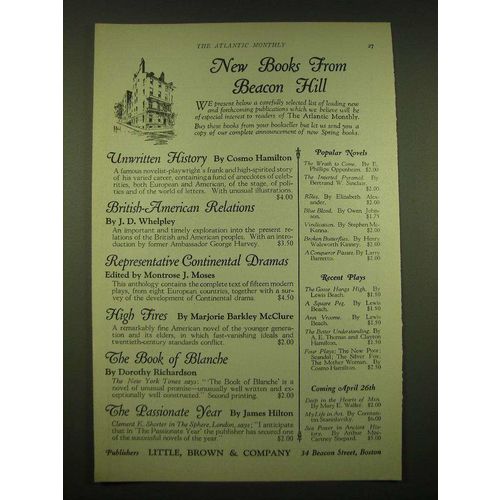 THE ATLANTIC MONTHLY
27
New Books From
Beacon Hill
WE present below a carefully selected list of leading new
and forthcoming publications which we believe will be
of especial interest to readers of The Atlantic Monthly.
Buy these books from your bookseller but let us send you a
copy of our complete announcement of new Spring books.
Unwritten History By Cosmo Hamilton
A famous novelist-playwright's frank and high-spirited story
of his varied career, containing a fund of anecdotes of celeb-
rities, both European and American, of the stage, of poli-
tics and of the world of letters. With unusual illustrations.
$4.00
British-American Relations
By J. D. Whelpley
An important and timely exploration into the present re-
lations of the British and American peoples. With an intro-
duction by former Ambassador George Harvey. $3.50
Representative Continental Dramas
Edited by Montrose J. Moses
This anthology contains the complete text of fifteen modern
plays, from eight European countries, together with a sur-
vey of the development of Continental drama. $4.50
High Fires By Marjorie Barkley McClure
A remarkably fine American novel of the younger gener-
ation and its elders, in which fast-vanishing ideals and
twentieth-century standards conflict. $2.00
The Book of Blanche
By Dorothy Richardson
The New York Times says: "'The Book of Blanche' is a
novel of unusual promise—unusually well written and ex-
ceptionally well constructed." Second printing. $2.00
The Passionate Year By James Hilton
Clement K. Shorter in The Sphere, London, says: "I anticipate
that in 'The Passionate Year' the publisher has secured one
of the successful novels of the year." $2.00
Popular Novels
The Wrath to Come. By E.
Phillips Oppenheim. $2.00
The Inverted Pyramid. By
Bertrand W. Sinclair.
$2.00
Rôles. By Elizabeth Alex-
ander. $2.00
Blue Blood. By Owen John-
son. $1.75
Vindication. By Stephen Mc-
Kenna. $2.00
Broken Butterflies. By Henry
Walsworth Kinney. $2.00
A Conqueror Passes. By Larry
Barretto. $2.00
Recent Plays
The Goose Hangs High. By
Lewis Beach. $1.50
A Square Peg. By Lewis
Beach. $1.50
Ann Vroome. By Lewis
Beach. $1.50
The Better Understanding. By
A. E. Thomas and Clayton
Hamilton. $1.50
Four Plays: The New Poor;
Scandal; The Silver Fox;
The Mother Woman. By
Cosmo Hamilton. $2.50
Coming April 26th
Deep in the Hearts of Men.
By Mary E. Waller. $2.00
My Life in Art. By Constan-
tin Stanislavsky. $6.00
Sea Power in Ancient His-
tory. By Arthur Mac-
Cartney Shepard. $5.00
Publishers LITTLE, BROWN & COMPANY 34 Beacon Street, Boston